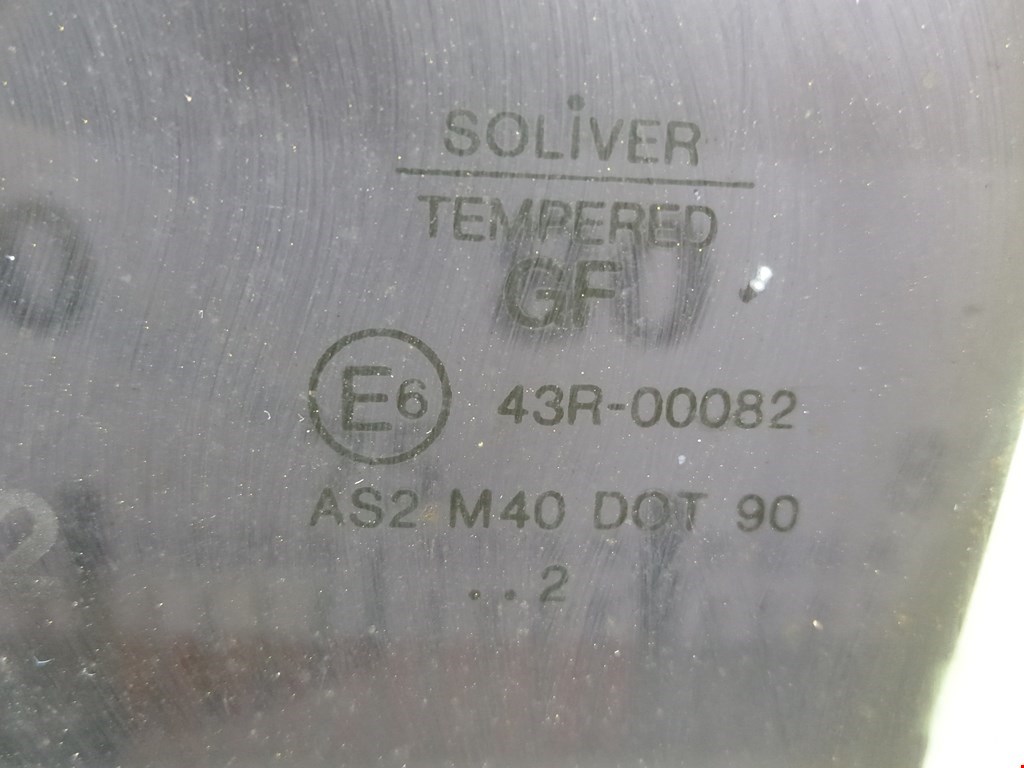 SOLiVER
TEMPERED
GF
E6 43R-00082
AS2 M40 DOT 90
..2